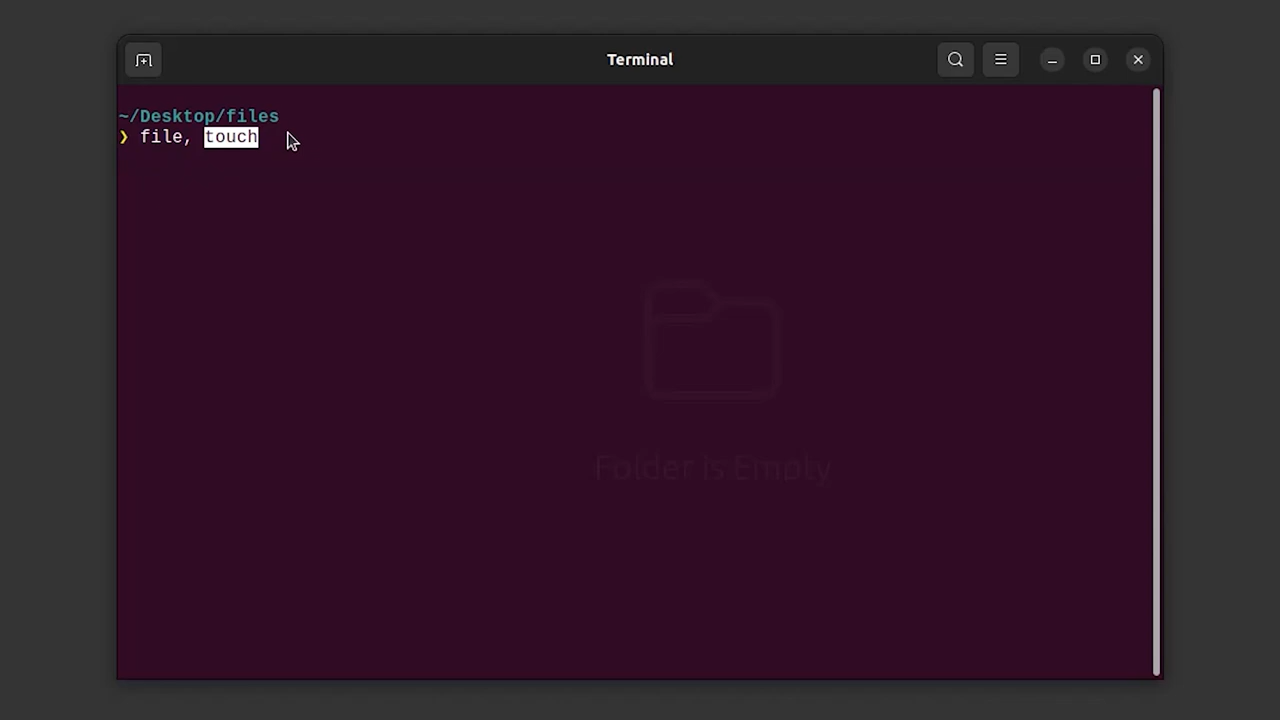 Terminal
~/Desktop/files
❯ file, touch
Folder is Empty